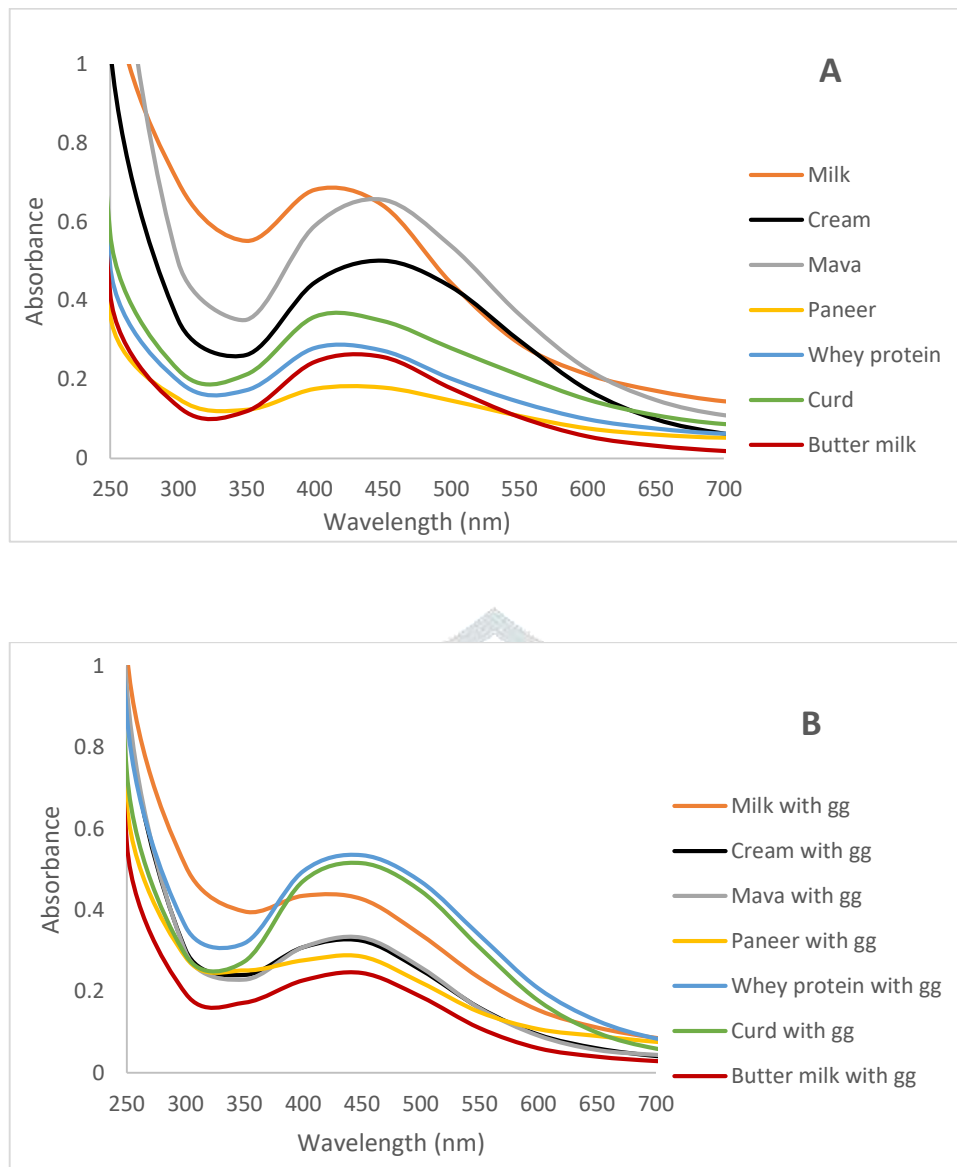 A
1
0.8
0.6
0.4
0.2
0
Absorbance
250 300 350 400 450 500 550 600 650 700
Wavelength (nm)
Milk
Cream
Mava
Paneer
Whey protein
Curd
Butter milk
B
1
0.8
0.6
0.4
0.2
0
Absorbance
250 300 350 400 450 500 550 600 650 700
Wavelength (nm)
Milk with gg
Cream with gg
Mava with gg
Paneer with gg
Whey protein with gg
Curd with gg
Butter milk with gg